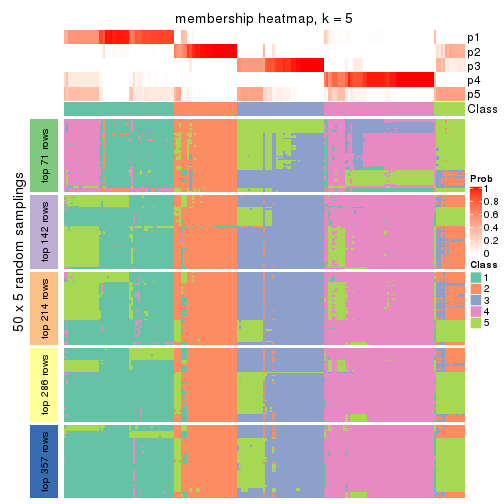 membership heatmap, k = 5
p1
p2
p3
p4
p5
Class
50 x 5 random samplings
top 71 rows
top 142 rows
top 214 rows
top 286 rows
top 357 rows
Prob
1
0.8
0.6
0.4
0.2
0
Class
1
2
3
4
5